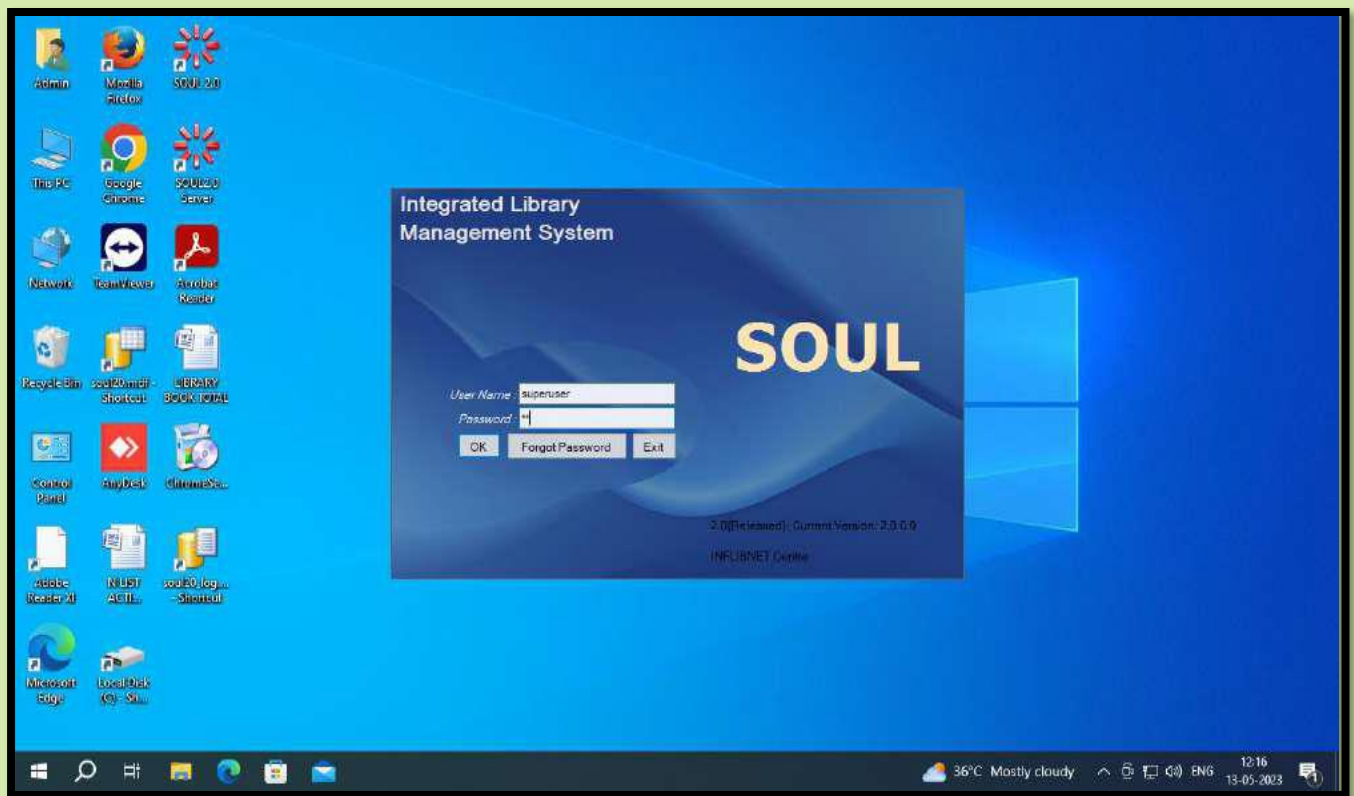 Admin
Mozilla
Firefox
SOUL 2.0
This PC
Google
Chrome
SOUL2.0
Server
Network
TeamViewer
Acrobat
Reader
Recycle Bin
soul20.mdf -
Shortcut
LIBRARY
BOOK TOTAL
Control
Panel
AnyDesk
ChromeSe...
Adobe
Reader XI
N LIST
soul20_log....
- Shortcut
Microsoft
Edge
Local Disk
(C) - Sh...
Integrated Library
Management System
SOUL
User Name :
superuser
Password :
**
OK
Forgot Password
Exit
2.0(Released) : Current Version: 2.0.0.9
INFLIBNET Centre
36°C Mostly cloudy
ENG
12:16
13-05-2023